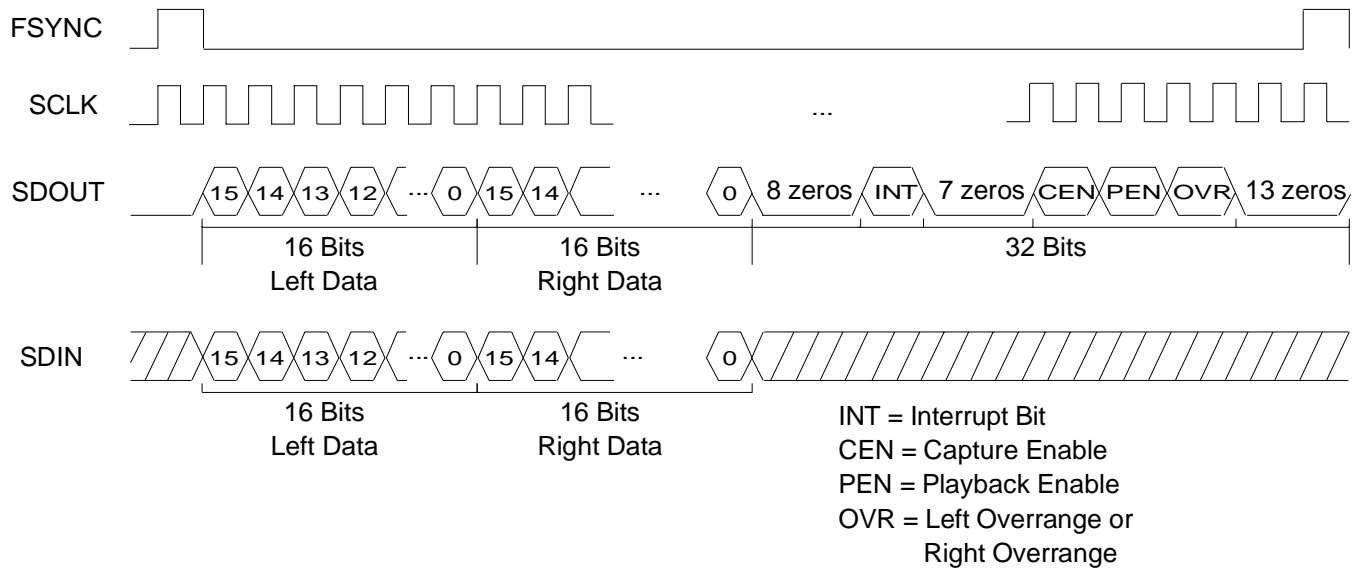 FSYNC
SCLK
...
SDOUT
15 14 13 12 ... 0 15 14 ... 0 8 zeros INT 7 zeros CEN PEN OVR 13 zeros
16 Bits
Left Data
16 Bits
Right Data
32 Bits
SDIN
15 14 13 12 ... 0 15 14 ... 0
16 Bits
Left Data
16 Bits
Right Data
INT = Interrupt Bit
CEN = Capture Enable
PEN = Playback Enable
OVR = Left Overrange or
Right Overrange